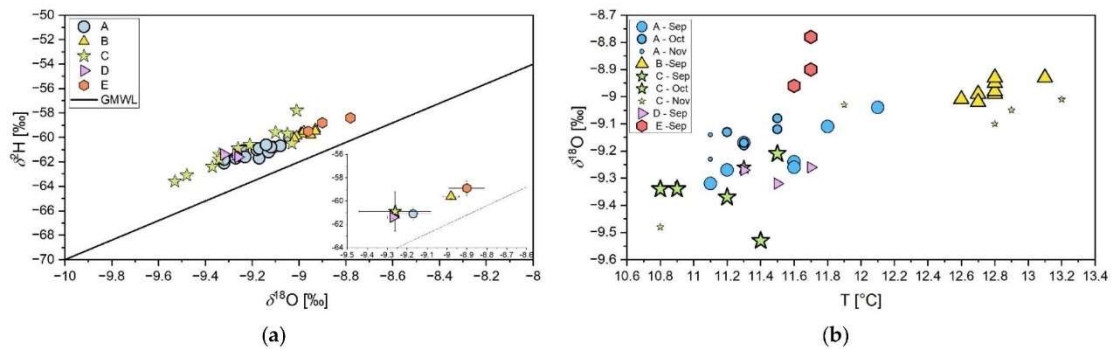 (a)
−50
−52
−54
−56
−58
−60
−62
−64
−66
−68
−70
δ²H [‰]
A
B
C
D
E
GMWL
-56
-58
-60
-62
-64
-9.5 -9.4 -9.3 -9.2 -9.1 -9 -8.9 -8.8 -8.7 -8.6
−10 −9.8 −9.6 −9.4 −9.2 −9 −8.8 −8.6 −8.4 −8.2 −8
δ¹⁸O [‰]
(a)
(b)
−8.7
−8.8
−8.9
−9
−9.1
−9.2
−9.3
−9.4
−9.5
−9.6
δ¹⁸O [‰]
A - Sep
A - Oct
A - Nov
B -Sep
C - Sep
C - Oct
C - Nov
D - Sep
E - Sep
10.6 10.8 11 11.2 11.4 11.6 11.8 12 12.2 12.4 12.6 12.8 13 13.2 13.4
T [°C]
(b)